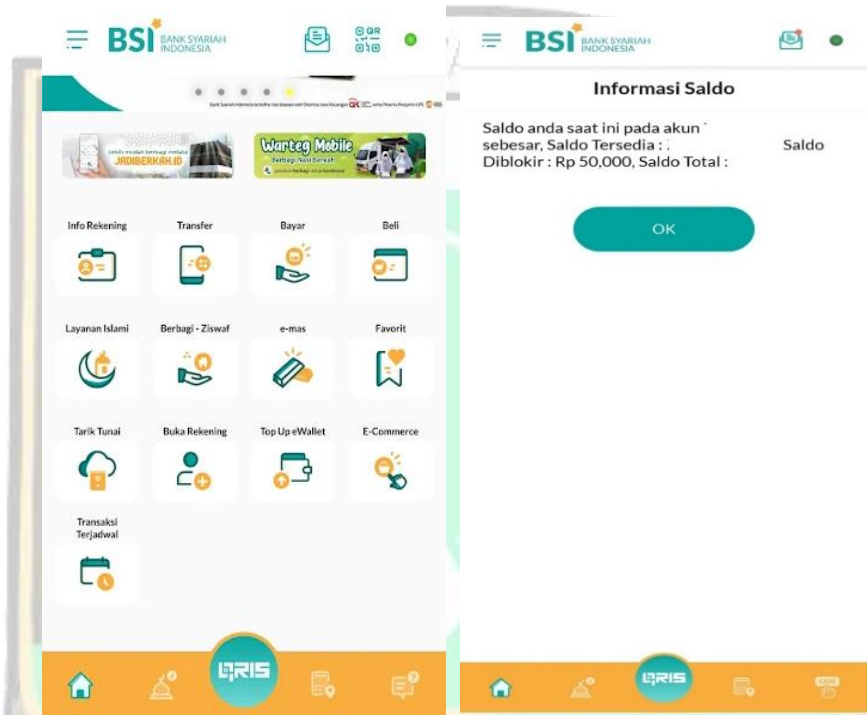 BSI BANK SYARIAH
INDONESIA
QR
JADIBERKAH.ID
Warteg Mobile
Berbagi Nasi Berkah
Info Rekening Transfer Bayar Beli
Layanan Islami Berbagi - Ziswaf e-mas Favorit
Tarik Tunai Buka Rekening Top Up eWallet E-Commerce
Transaksi
Terjadwal
QRIS
BSI BANK SYARIAH
INDONESIA
Informasi Saldo
Saldo anda saat ini pada akun
sebesar, Saldo Tersedia : Saldo
Diblokir : Rp 50,000, Saldo Total :
OK
QRIS